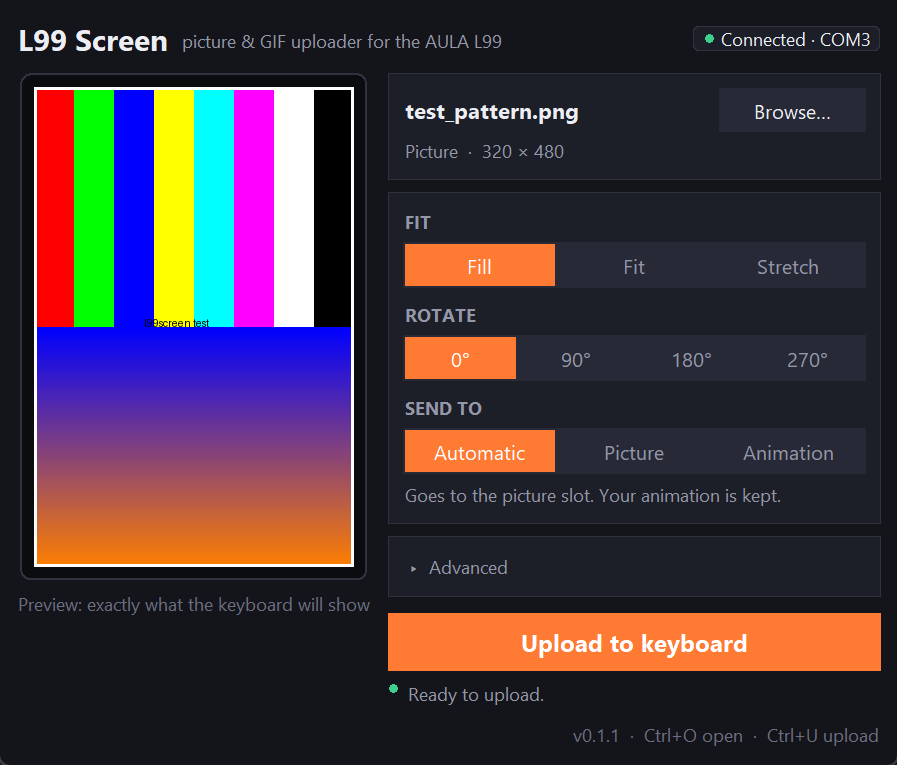 L99 Screen picture & GIF uploader for the AULA L99
Connected · COM3
test_pattern.png
Browse...
Picture · 320 × 480
l99screen test
FIT
Fill Fit Stretch
ROTATE
0° 90° 180° 270°
SEND TO
Automatic Picture Animation
Goes to the picture slot. Your animation is kept.
▸ Advanced
Preview: exactly what the keyboard will show
Upload to keyboard
Ready to upload.
v0.1.1 · Ctrl+O open · Ctrl+U upload